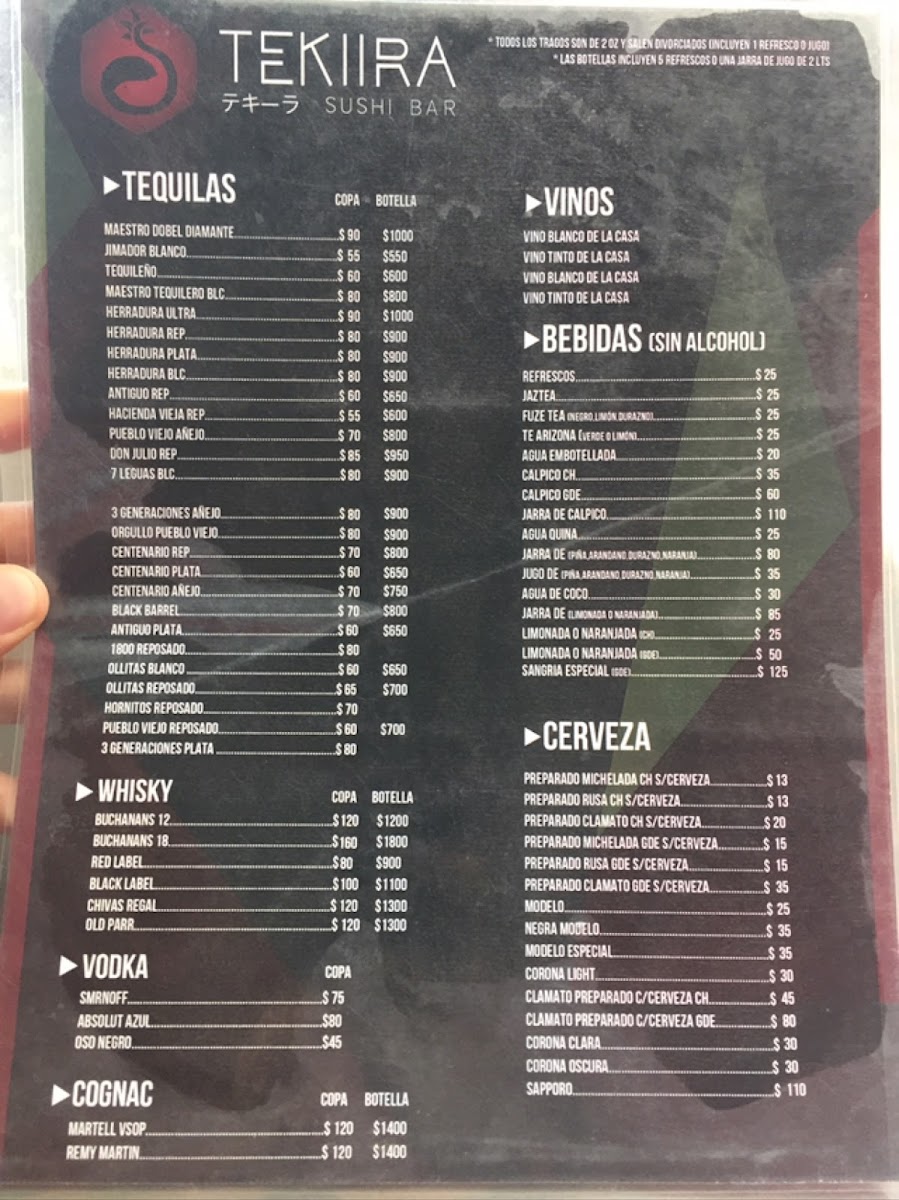 TEKIIRA
テキーラ SUSHI BAR
* TODOS LOS TRAGOS SON DE 2 OZ Y SALEN DIVORCIADOS (INCLUYEN 1 REFRESCO O JUGO)
* LAS BOTELLAS INCLUYEN 5 REFRESCOS O UNA JARRA DE JUGO DE 2 LTS
TEQUILAS COPA BOTELLA
MAESTRO DOBEL DIAMANTE $ 90 $1000
JIMADOR BLANCO $ 55 $550
TEQUILEÑO $ 60 $600
MAESTRO TEQUILERO BLC $ 80 $800
HERRADURA ULTRA $ 90 $1000
HERRADURA REP $ 80 $900
HERRADURA PLATA $ 80 $900
HERRADURA BLC $ 80 $900
ANTIGUO REP $ 60 $650
HACIENDA VIEJA REP $ 55 $600
PUEBLO VIEJO AÑEJO $ 70 $800
DON JULIO REP $ 85 $950
7 LEGUAS BLC $ 80 $900
3 GENERACIONES AÑEJO $ 80 $900
ORGULLO PUEBLO VIEJO $ 80 $900
CENTENARIO REP $ 70 $800
CENTENARIO PLATA $ 60 $650
CENTENARIO AÑEJO $ 70 $750
BLACK BARREL $ 70 $800
ANTIGUO PLATA $ 60 $650
1800 REPOSADO $ 80
OLLITAS BLANCO $ 60 $650
OLLITAS REPOSADO $ 65 $700
HORNITOS REPOSADO $ 70
PUEBLO VIEJO REPOSADO $ 60 $700
3 GENERACIONES PLATA $ 80
WHISKY COPA BOTELLA
BUCHANANS 12 $120 $1200
BUCHANANS 18 $160 $1800
RED LABEL $80 $900
BLACK LABEL $100 $1100
CHIVAS REGAL $ 120 $1300
OLD PARR $ 120 $1300
VODKA COPA
SMRNOFF $ 75
ABSOLUT AZUL $80
OSO NEGRO $45
COGNAC COPA BOTELLA
MARTELL VSOP $ 120 $1400
REMY MARTIN $ 120 $1400
VINOS
VINO BLANCO DE LA CASA
VINO TINTO DE LA CASA
VINO BLANCO DE LA CASA
VINO TINTO DE LA CASA
BEBIDAS (SIN ALCOHOL)
REFRESCOS $ 25
JAZTEA $ 25
FUZE TEA (NEGRO,LIMÓN,DURAZNO) $ 25
TE ARIZONA (VERDE O LIMÓN) $ 25
AGUA EMBOTELLADA $ 20
CALPICO CH $ 35
CALPICO GDE $ 60
JARRA DE CALPICO $ 110
AGUA QUINA $ 25
JARRA DE (PIÑA,ARANDANO,DURAZNO,NARANJA) $ 80
JUGO DE (PIÑA,ARANDANO,DURAZNO,NARANJA) $ 35
AGUA DE COCO $ 30
JARRA DE (LIMONADA O NARANJADA) $ 85
LIMONADA O NARANJADA (CH) $ 25
LIMONADA O NARANJADA (GDE) $ 50
SANGRIA ESPECIAL (GDE) $ 125
CERVEZA
PREPARADO MICHELADA CH S/CERVEZA $ 13
PREPARADO RUSA CH S/CERVEZA $ 13
PREPARADO CLAMATO CH S/CERVEZA $ 20
PREPARADO MICHELADA GDE S/CERVEZA $ 15
PREPARADO RUSA GDE S/CERVEZA $ 15
PREPARADO CLAMATO GDE S/CERVEZA $ 35
MODELO $ 25
NEGRA MODELO $ 35
MODELO ESPECIAL $ 35
CORONA LIGHT $ 30
CLAMATO PREPARADO C/CERVEZA CH $ 45
CLAMATO PREPARADO C/CERVEZA GDE $ 80
CORONA CLARA $ 30
CORONA OSCURA $ 30
SAPPORO $ 110